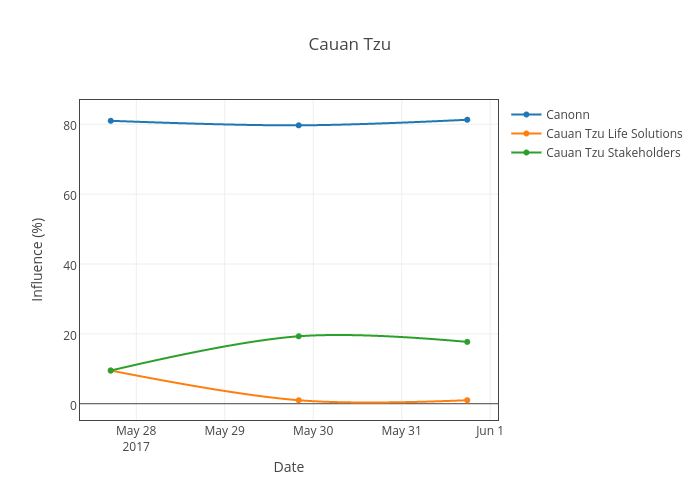 Cauan Tzu
Canonn
Cauan Tzu Life Solutions
Cauan Tzu Stakeholders
Influence (%)
80
60
40
20
0
May 28
2017
May 29
May 30
May 31
Jun 1
Date